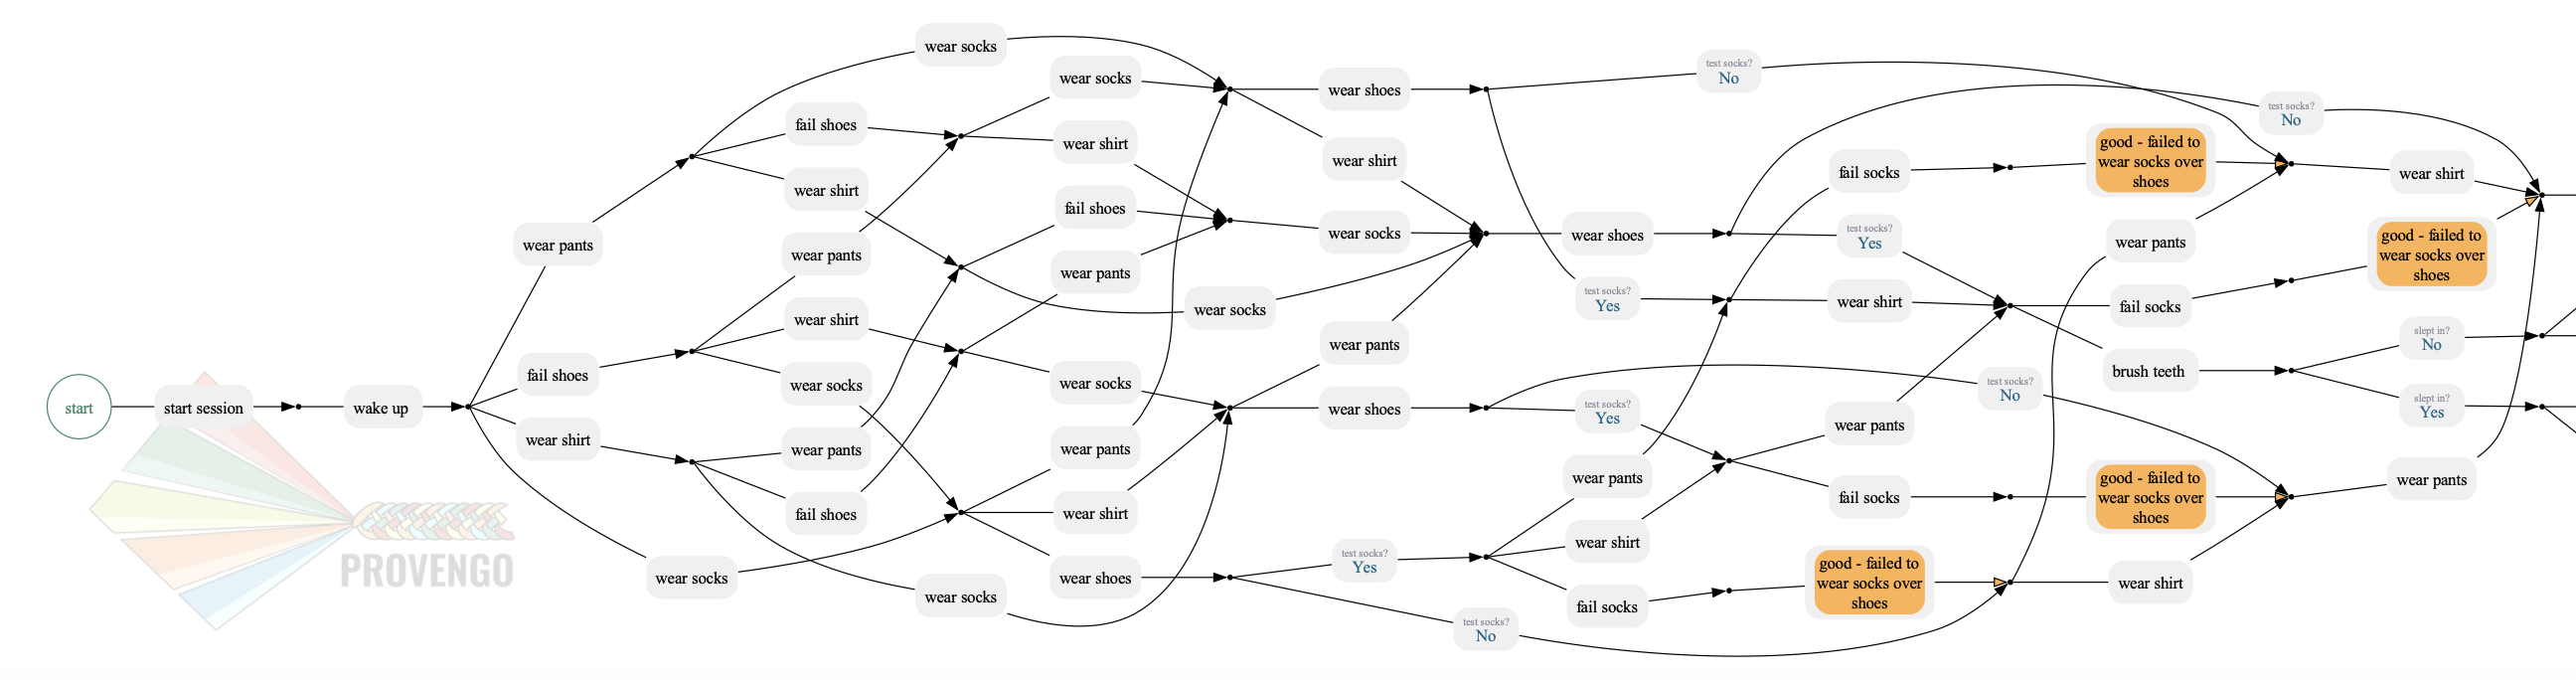 start
start session
wake up
wear pants
fail shoes
wear shirt
wear socks
fail shoes
wear shirt
wear pants
wear shirt
wear socks
wear pants
fail shoes
wear socks
wear socks
wear socks
wear shirt
fail shoes
wear pants
wear socks
wear pants
wear shirt
wear shoes
wear socks
wear shoes
wear shirt
wear socks
wear pants
wear shoes
test socks?
Yes
test socks?
No
wear shoes
test socks?
Yes
test socks?
Yes
wear pants
wear shirt
fail socks
test socks?
No
fail socks
test socks?
Yes
wear shirt
wear pants
fail socks
good - failed to
wear socks over
shoes
test socks?
No
good - failed to
wear socks over
shoes
wear pants
fail socks
brush teeth
good - failed to
wear socks over
shoes
wear shirt
test socks?
No
wear shirt
good - failed to
wear socks over
shoes
slept in?
No
slept in?
Yes
wear pants
PROVENGO